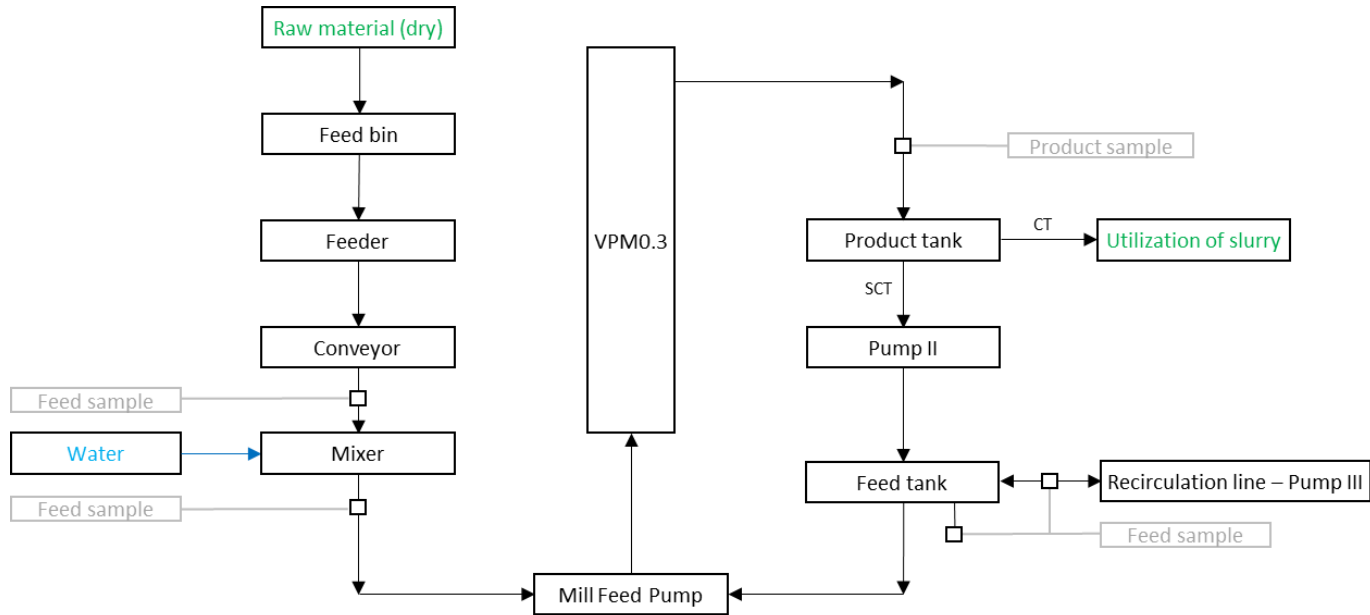 Raw material (dry)
Feed bin
Feeder
Conveyor
Feed sample
Water
Mixer
Feed sample
Mill Feed Pump
VPM0.3
Product sample
Product tank
CT
Utilization of slurry
SCT
Pump II
Feed tank
Recirculation line – Pump III
Feed sample